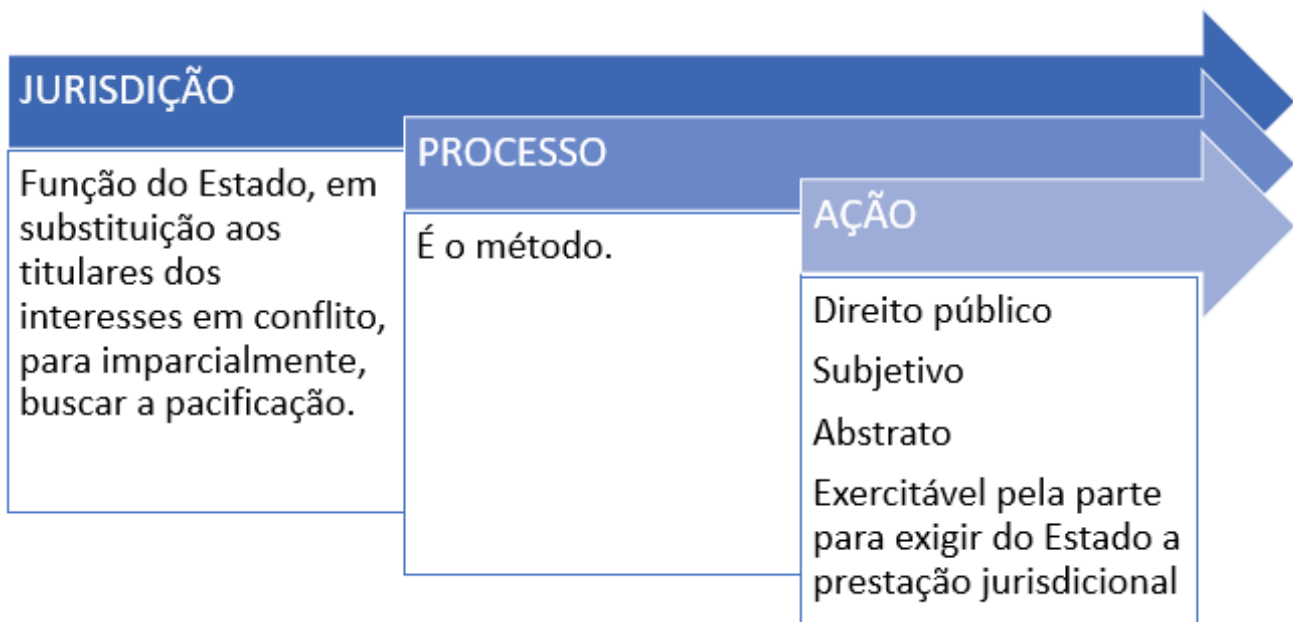 JURISDIÇÃO
Função do Estado, em
substituição aos
titulares dos
interesses em conflito,
para imparcialmente,
buscar a pacificação.
PROCESSO
É o método.
AÇÃO
Direito público
Subjetivo
Abstrato
Exercitável pela parte
para exigir do Estado a
prestação jurisdicional